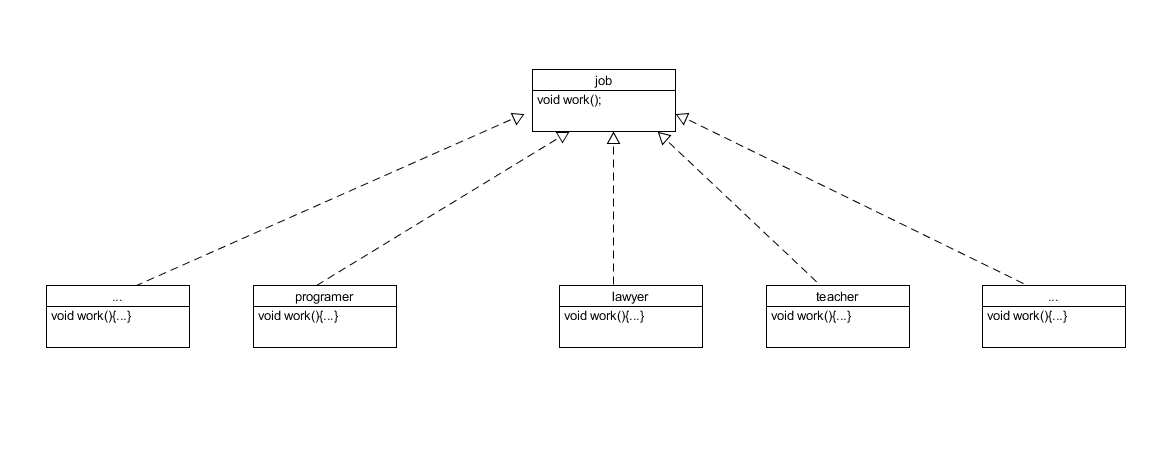 job
void work();
...
void work(){...}
programer
void work(){...}
lawyer
void work(){...}
teacher
void work(){...}
...
void work(){...}